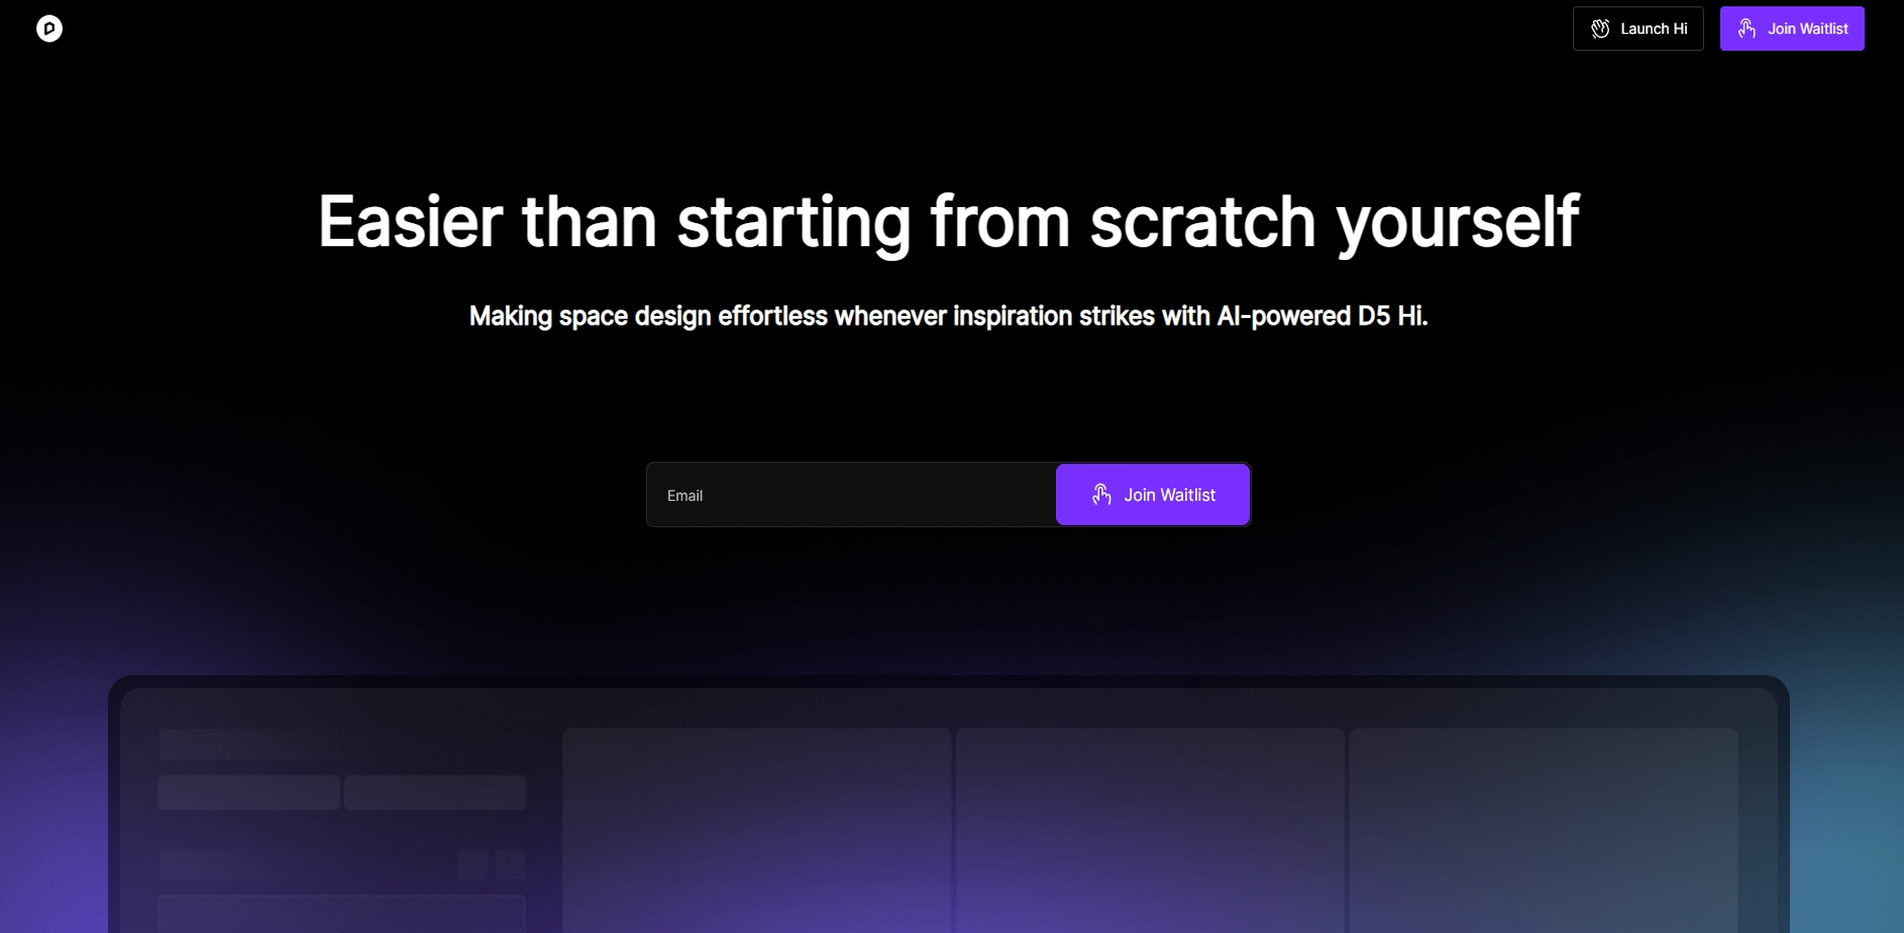 Launch Hi
Join Waitlist
Easier than starting from scratch yourself
Making space design effortless whenever inspiration strikes with AI-powered D5 Hi.
Email
Join Waitlist